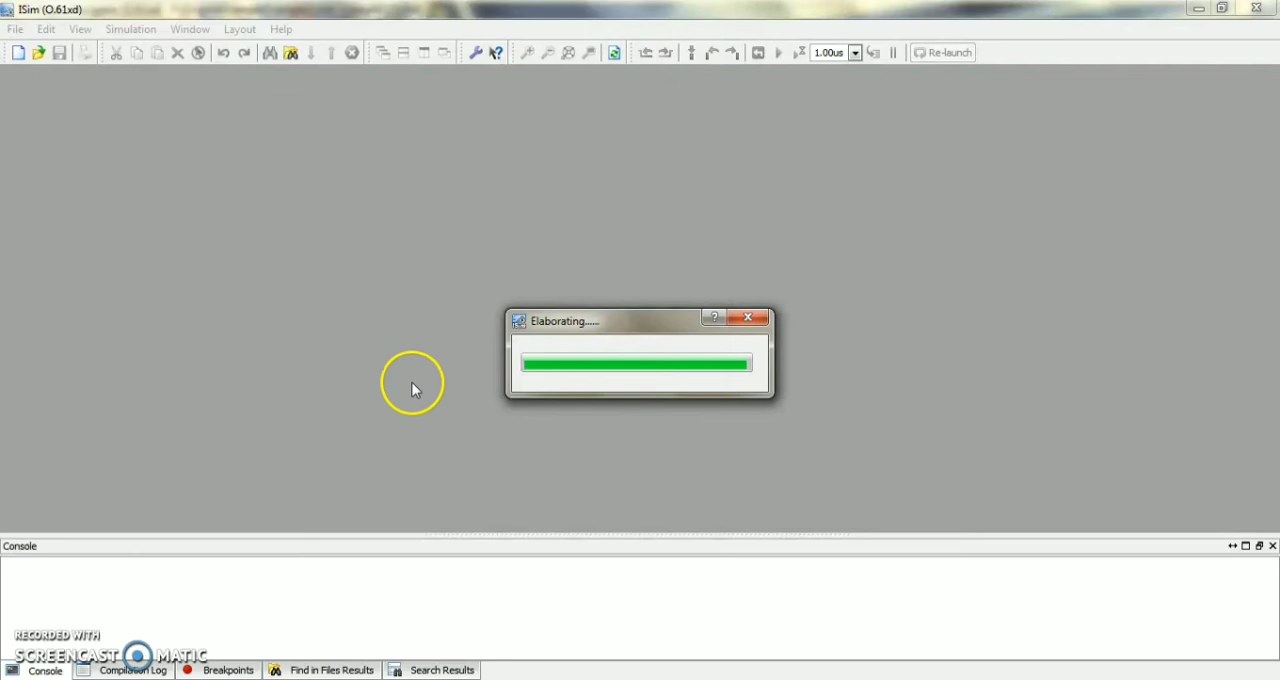 ISim (O.61xd)
File Edit View Simulation Window Layout Help
1.00us Re-launch
Elaborating......
Console
RECORDED WITH
SCREENCAST MATIC
Console Compilation Log Breakpoints Find in Files Results Search Results